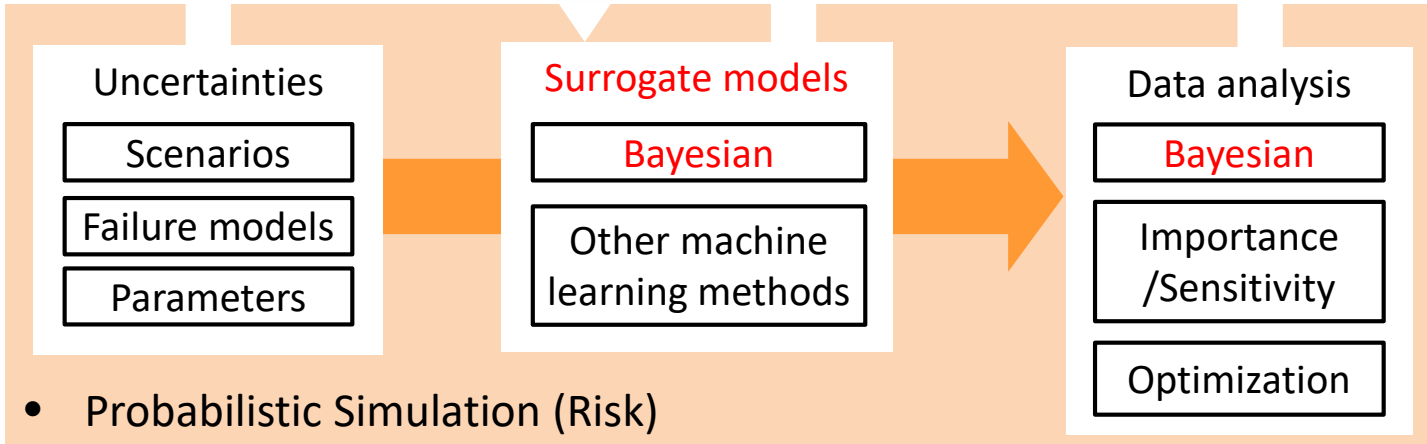 Uncertainties
Scenarios
Failure models
Parameters
Surrogate models
Bayesian
Other machine
learning methods
Data analysis
Bayesian
Importance
/Sensitivity
Optimization
• Probabilistic Simulation (Risk)